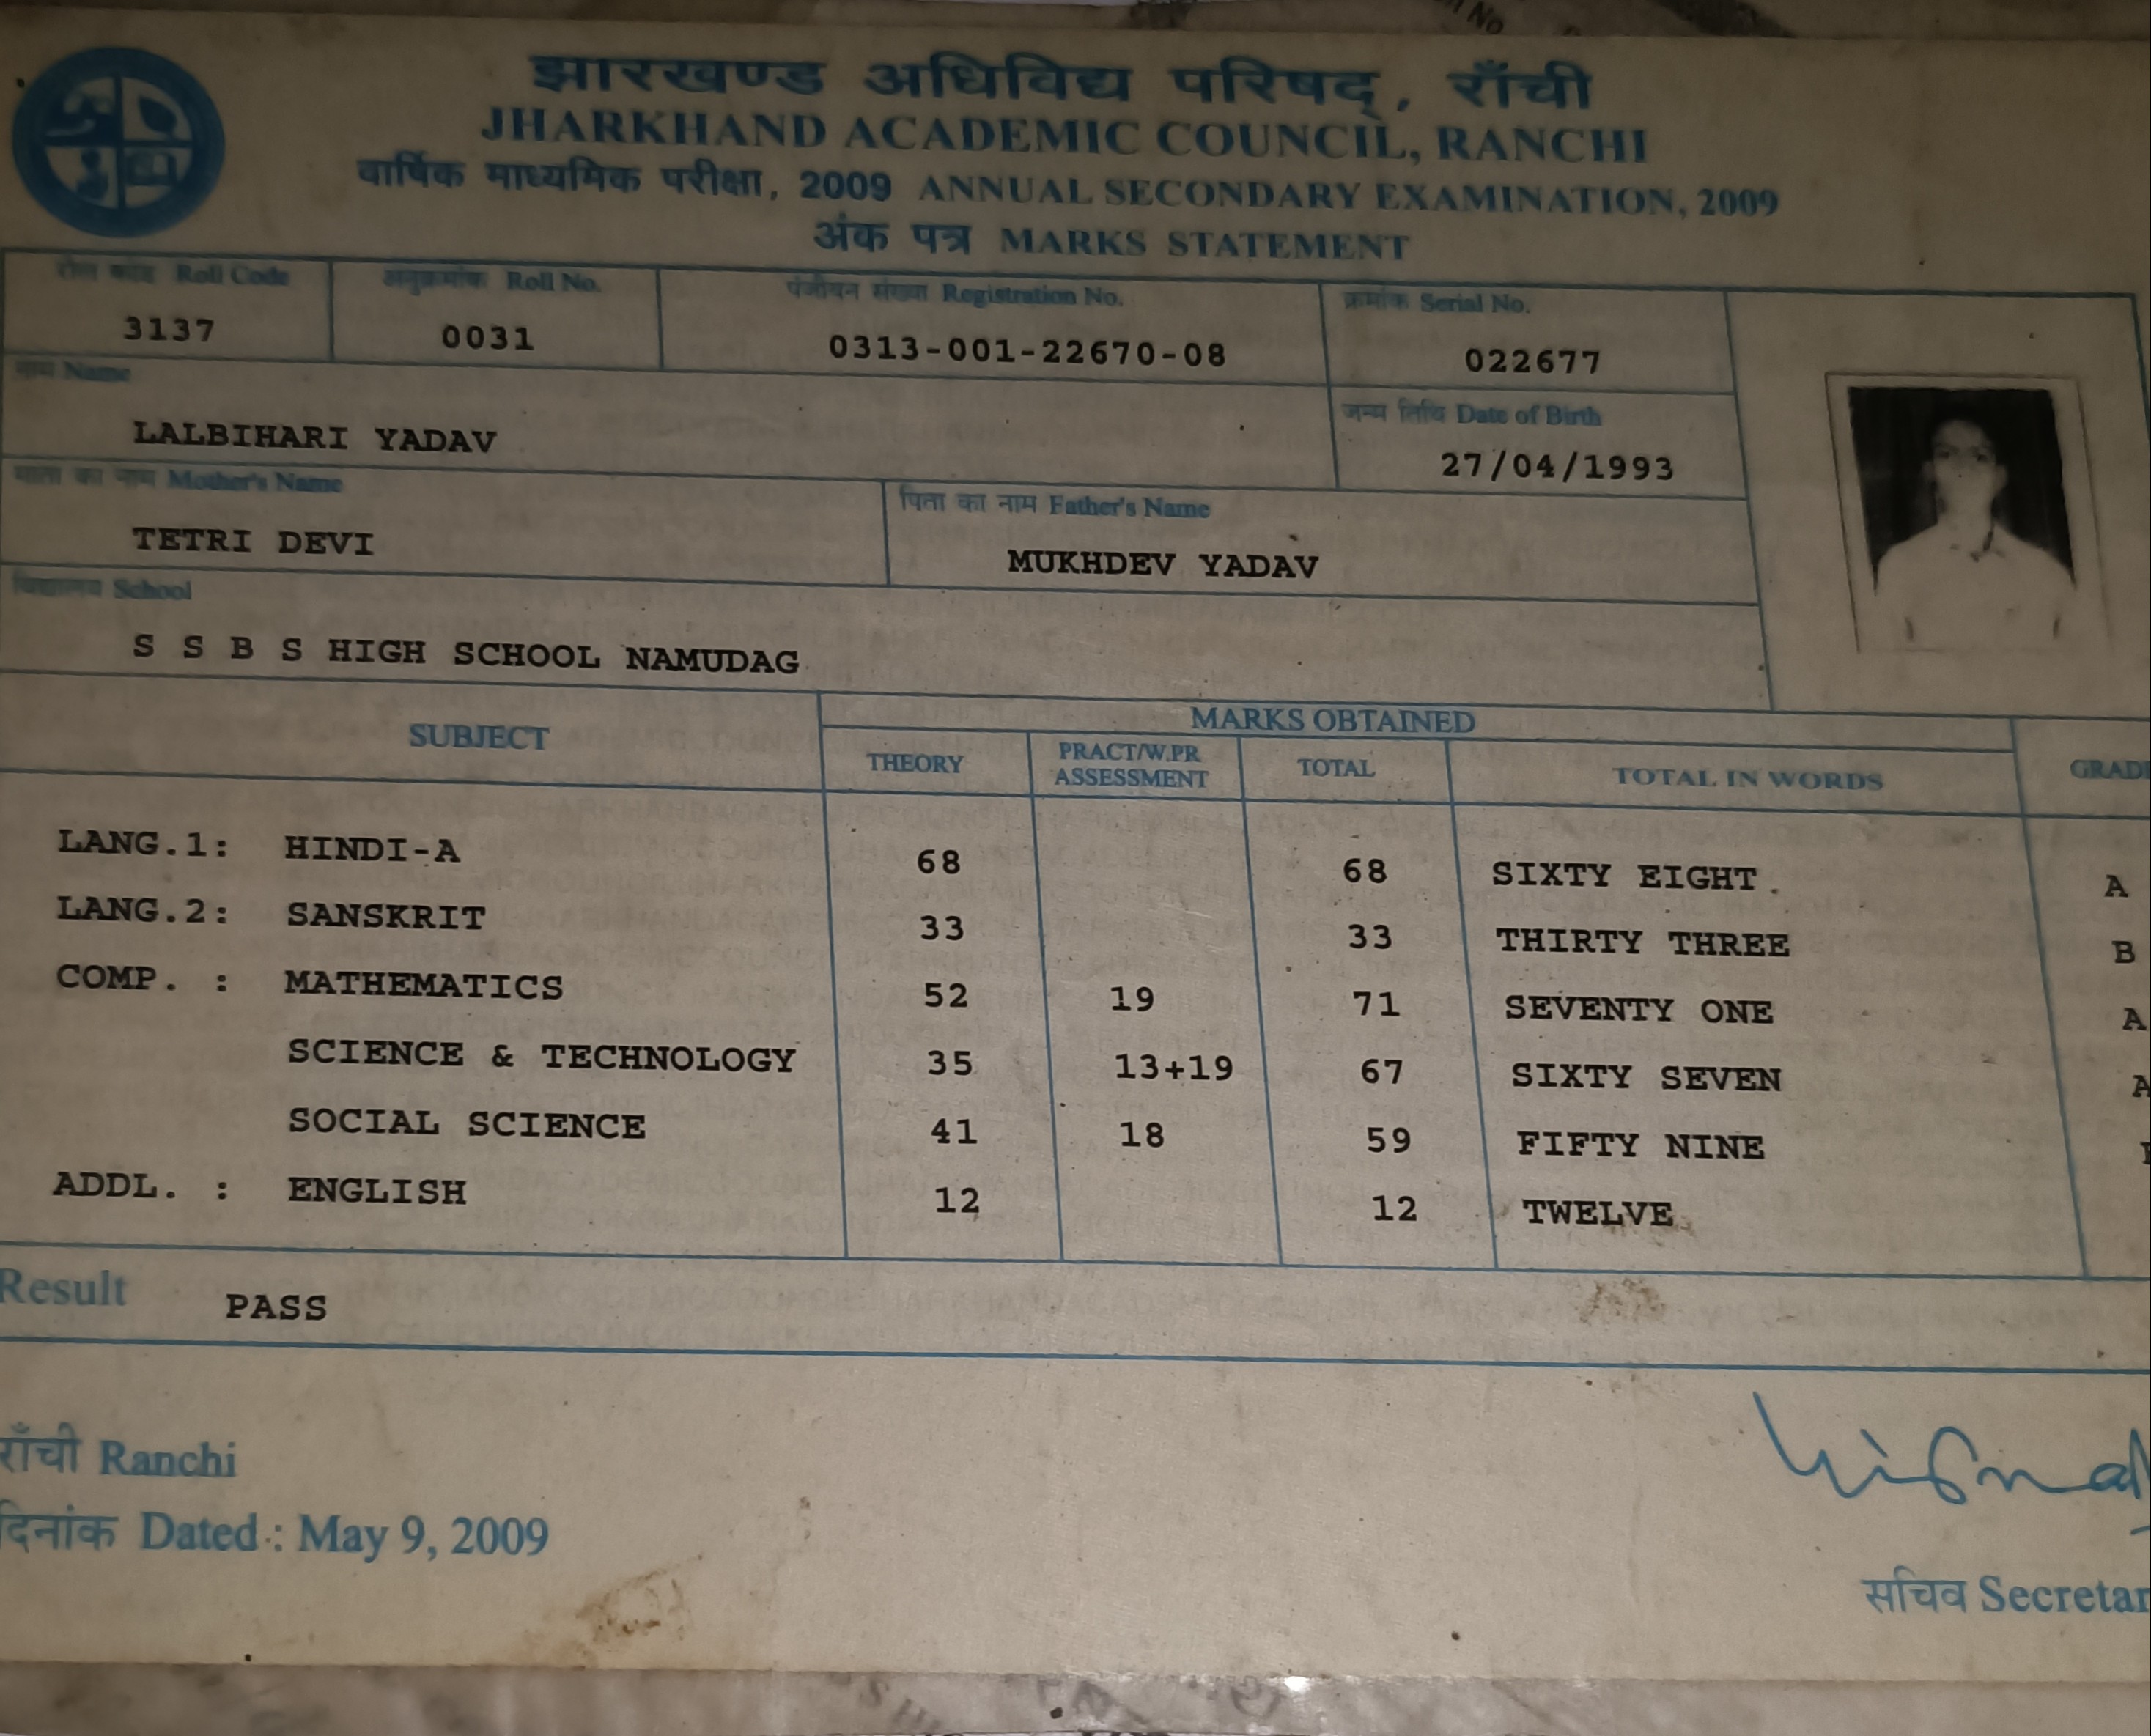 झारखण्ड अधिविद्य परिषद्, राँची
JHARKHAND ACADEMIC COUNCIL, RANCHI
वार्षिक माध्यमिक परीक्षा, 2009 ANNUAL SECONDARY EXAMINATION, 2009
अंक पत्र MARKS STATEMENT
रोल कोड Roll Code अनुक्रमांक Roll No. पंजीयन संख्या Registration No. क्रमांक Serial No.
3137 0031 0313-001-22670-08 022677
नाम Name जन्म तिथि Date of Birth
LALBIHARI YADAV 27/04/1993
माता का नाम Mother's Name पिता का नाम Father's Name
TETRI DEVI MUKHDEV YADAV
विद्यालय School
S S B S HIGH SCHOOL NAMUDAG
SUBJECT MARKS OBTAINED
THEORY PRACT/W.PR ASSESSMENT TOTAL TOTAL IN WORDS GRAD
LANG.1: HINDI-A 68 68 SIXTY EIGHT. A
LANG.2: SANSKRIT 33 33 THIRTY THREE B
COMP. : MATHEMATICS 52 19 71 SEVENTY ONE A
SCIENCE & TECHNOLOGY 35 13+19 67 SIXTY SEVEN A
SOCIAL SCIENCE 41 18 59 FIFTY NINE
ADDL. : ENGLISH 12 12 TWELVE
Result PASS
राँची Ranchi
दिनांक Dated : May 9, 2009
सचिव Secretar